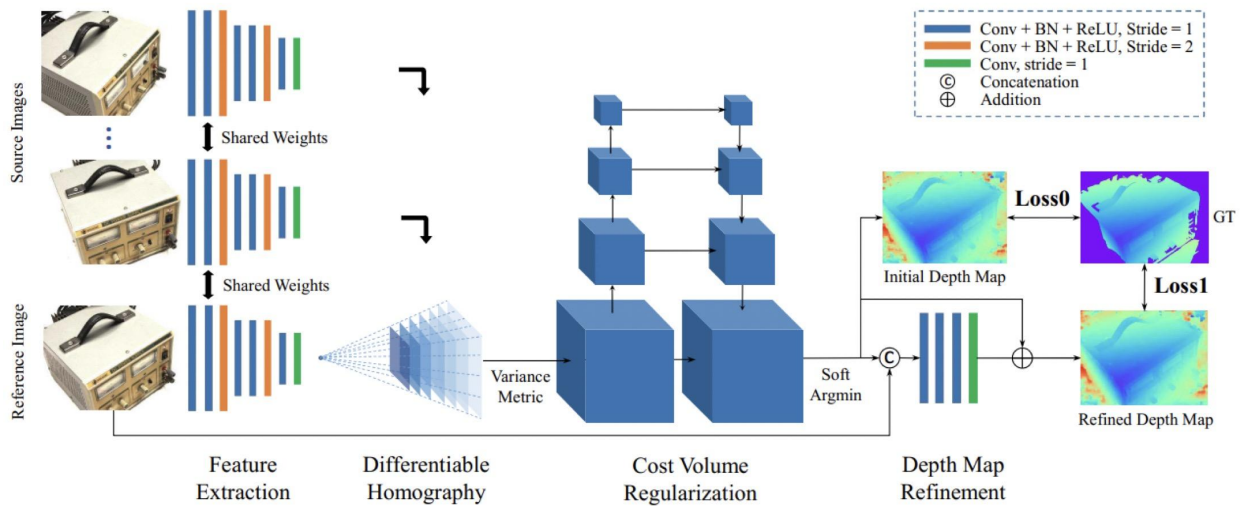 Source Images
Reference Image
Shared Weights
Shared Weights
Conv + BN + ReLU, Stride = 1
Conv + BN + ReLU, Stride = 2
Conv, stride = 1
C
Concatenation
Addition
Loss0
GT
Initial Depth Map
Loss1
Variance
Metric
Soft
Argmin
C
Refined Depth Map
Feature
Extraction
Differentiable
Homography
Cost Volume
Regularization
Depth Map
Refinement